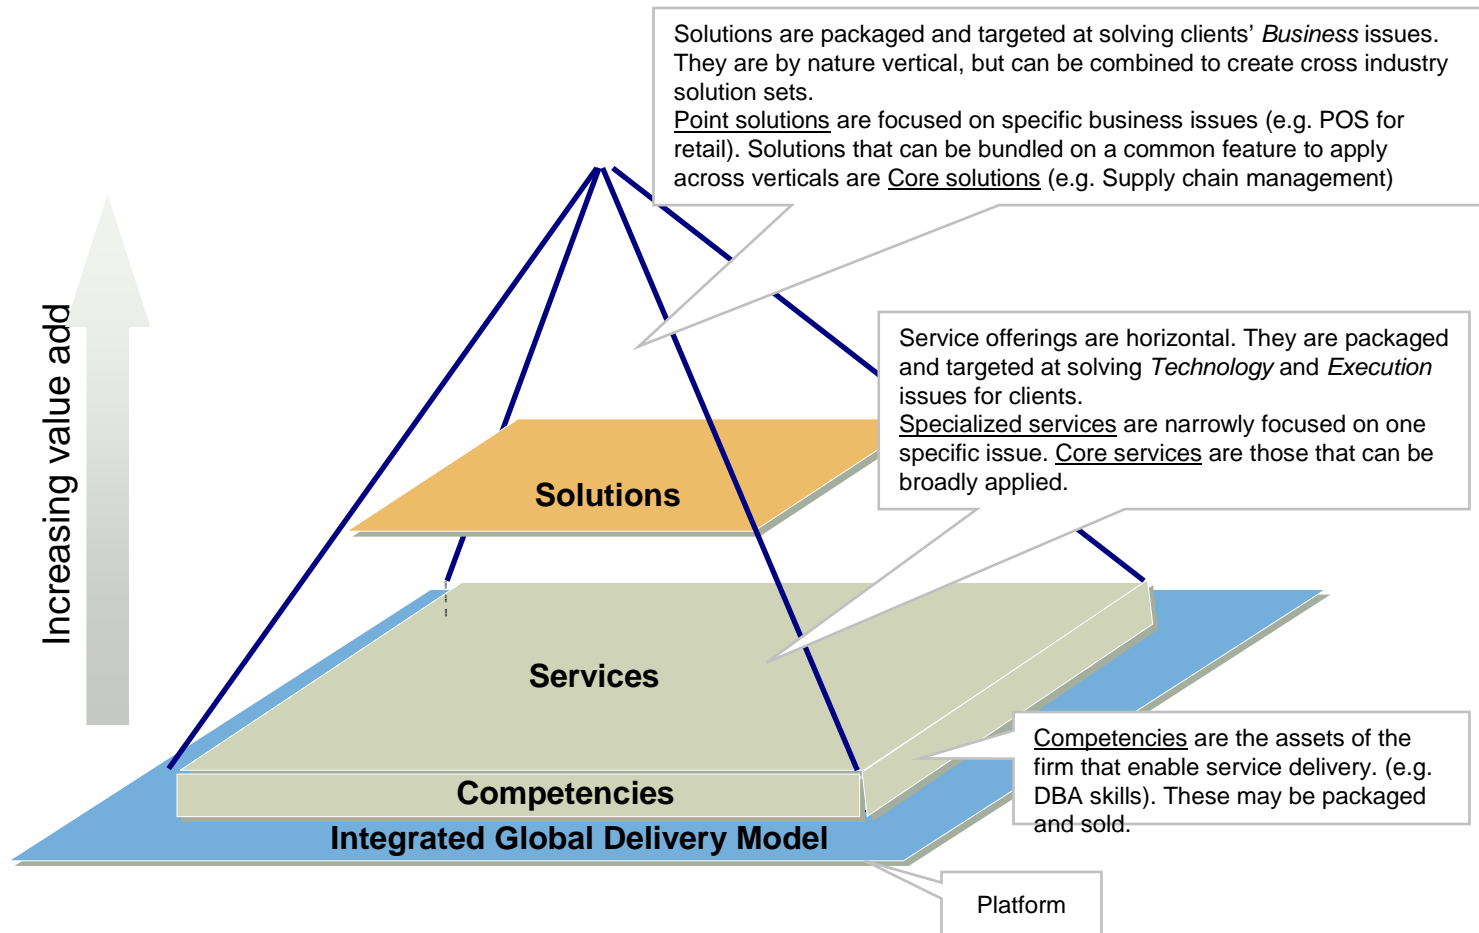 Solutions are packaged and targeted at solving clients’ Business issues.
They are by nature vertical, but can be combined to create cross industry
solution sets.
Point solutions are focused on specific business issues (e.g. POS for
retail). Solutions that can be bundled on a common feature to apply
across verticals are Core solutions (e.g. Supply chain management)
Increasing value add
Service offerings are horizontal. They are packaged
and targeted at solving Technology and Execution
issues for clients.
Specialized services are narrowly focused on one
specific issue. Core services are those that can be
broadly applied.
Solutions
Services
Competencies are the assets of the
firm that enable service delivery. (e.g.
DBA skills). These may be packaged
and sold.
Competencies
Integrated Global Delivery Model
Platform